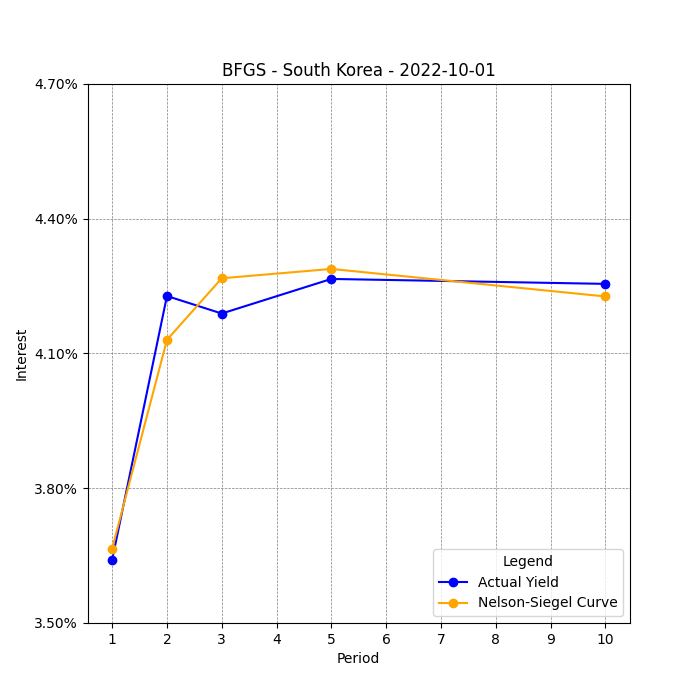 BFGS - South Korea - 2022-10-01
4.70%
4.40%
4.10%
3.80%
3.50%
Interest
1 2 3 4 5 6 7 8 9 10
Period
Legend
Actual Yield
Nelson-Siegel Curve